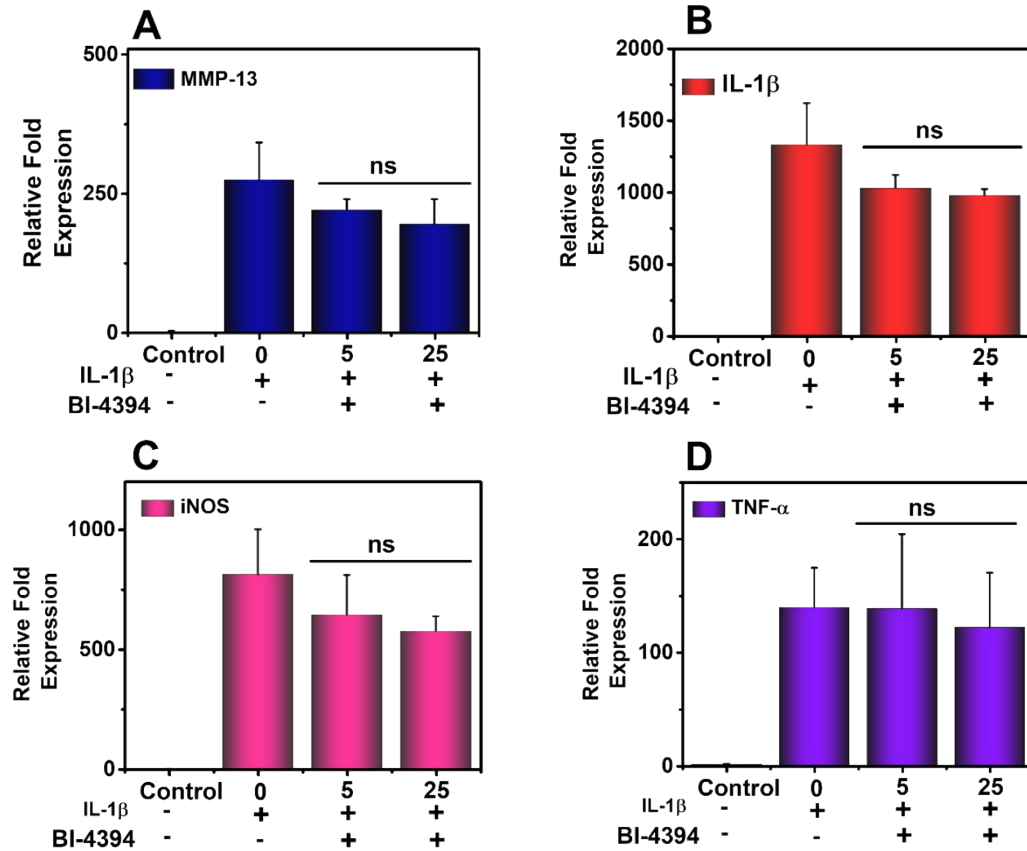 A
500
MMP-13
ns
250
0
Relative Fold
Expression
Control 0 5 25
IL-1β - + + +
BI-4394 - - + +
B
2000
IL-1β
1500
ns
1000
500
0
Relative Fold
Expression
Control 0 5 25
IL-1β - + + +
BI-4394 - - + +
C
iNOS
1000
ns
500
0
Relative Fold
Expression
Control 0 5 25
IL-1β - + + +
BI-4394 - - + +
D
TNF-α
ns
200
100
0
Relative Fold
Expression
Control 0 5 25
IL-1β - + + +
BI-4394 - - + +